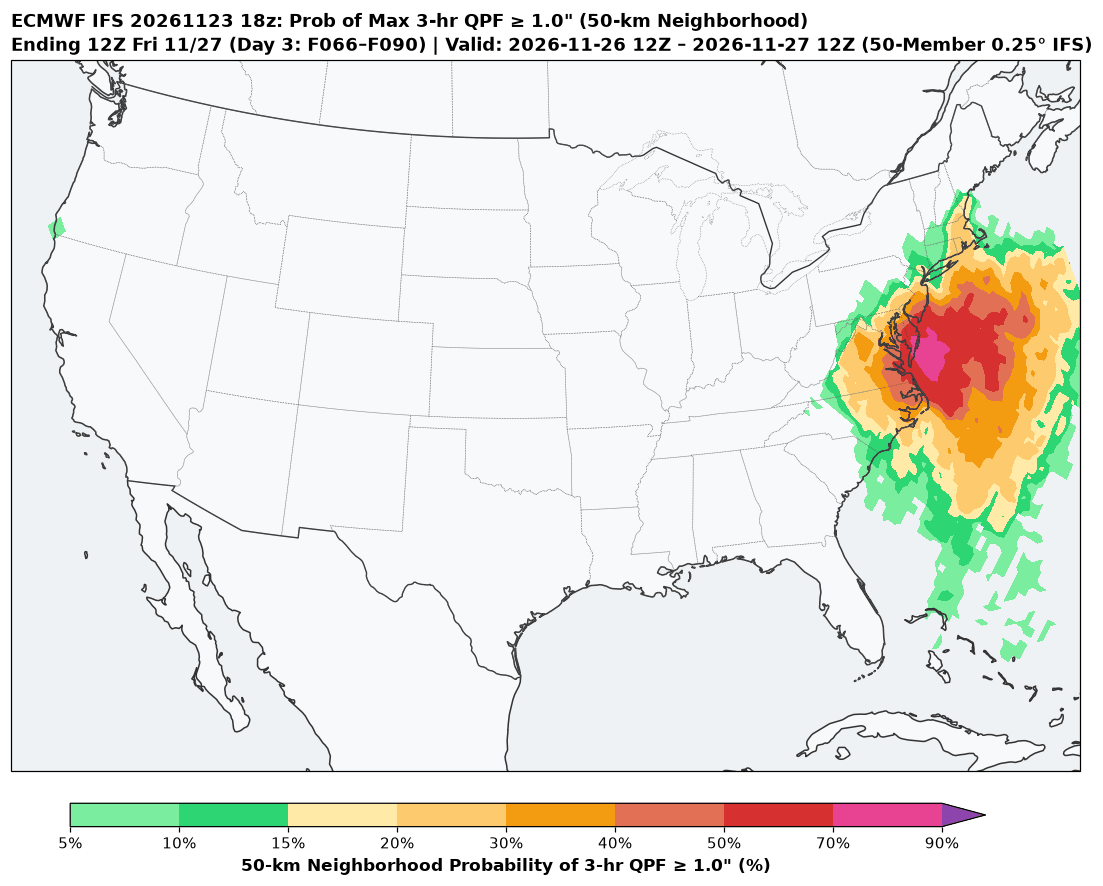 ECMWF IFS 20261123 18z: Prob of Max 3-hr QPF ≥ 1.0" (50-km Neighborhood)
Ending 12Z Fri 11/27 (Day 3: F066–F090) | Valid: 2026-11-26 12Z – 2026-11-27 12Z (50-Member 0.25° IFS)
5% 10% 15% 20% 30% 40% 50% 70% 90%
50-km Neighborhood Probability of 3-hr QPF ≥ 1.0" (%)